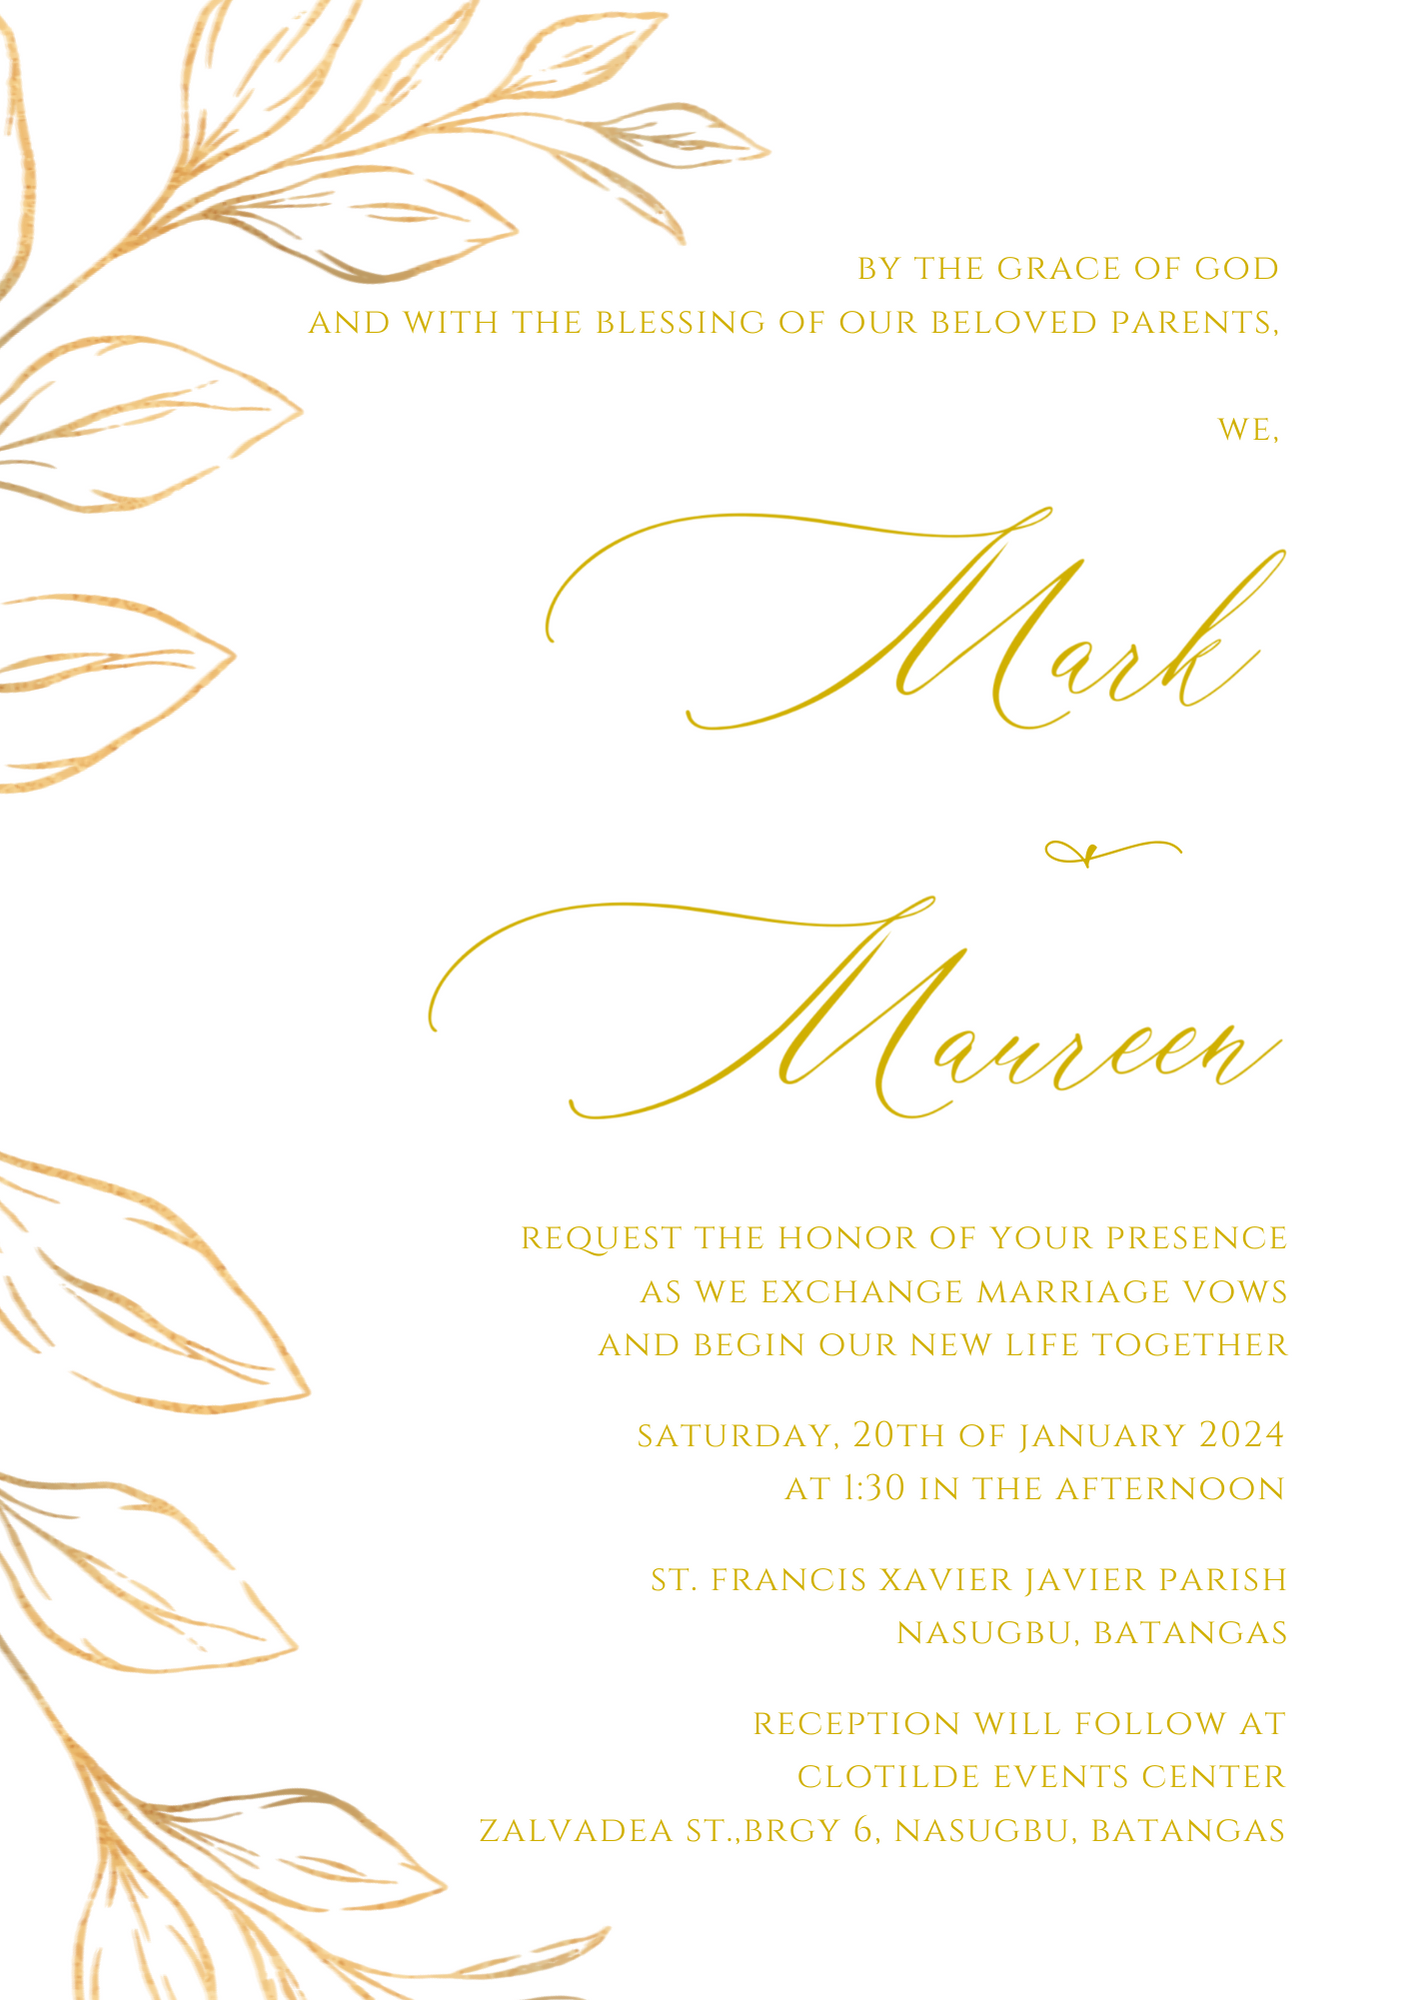 BY THE GRACE OF GOD
AND WITH THE BLESSING OF OUR BELOVED PARENTS,
WE,
Mark
&
Maureen
REQUEST THE HONOR OF YOUR PRESENCE
AS WE EXCHANGE MARRIAGE VOWS
AND BEGIN OUR NEW LIFE TOGETHER
SATURDAY, 20TH OF JANUARY 2024
AT 1:30 IN THE AFTERNOON
ST. FRANCIS XAVIER JAVIER PARISH
NASUGBU, BATANGAS
RECEPTION WILL FOLLOW AT
CLOTILDE EVENTS CENTER
ZALVADEA ST.,BRGY 6, NASUGBU, BATANGAS